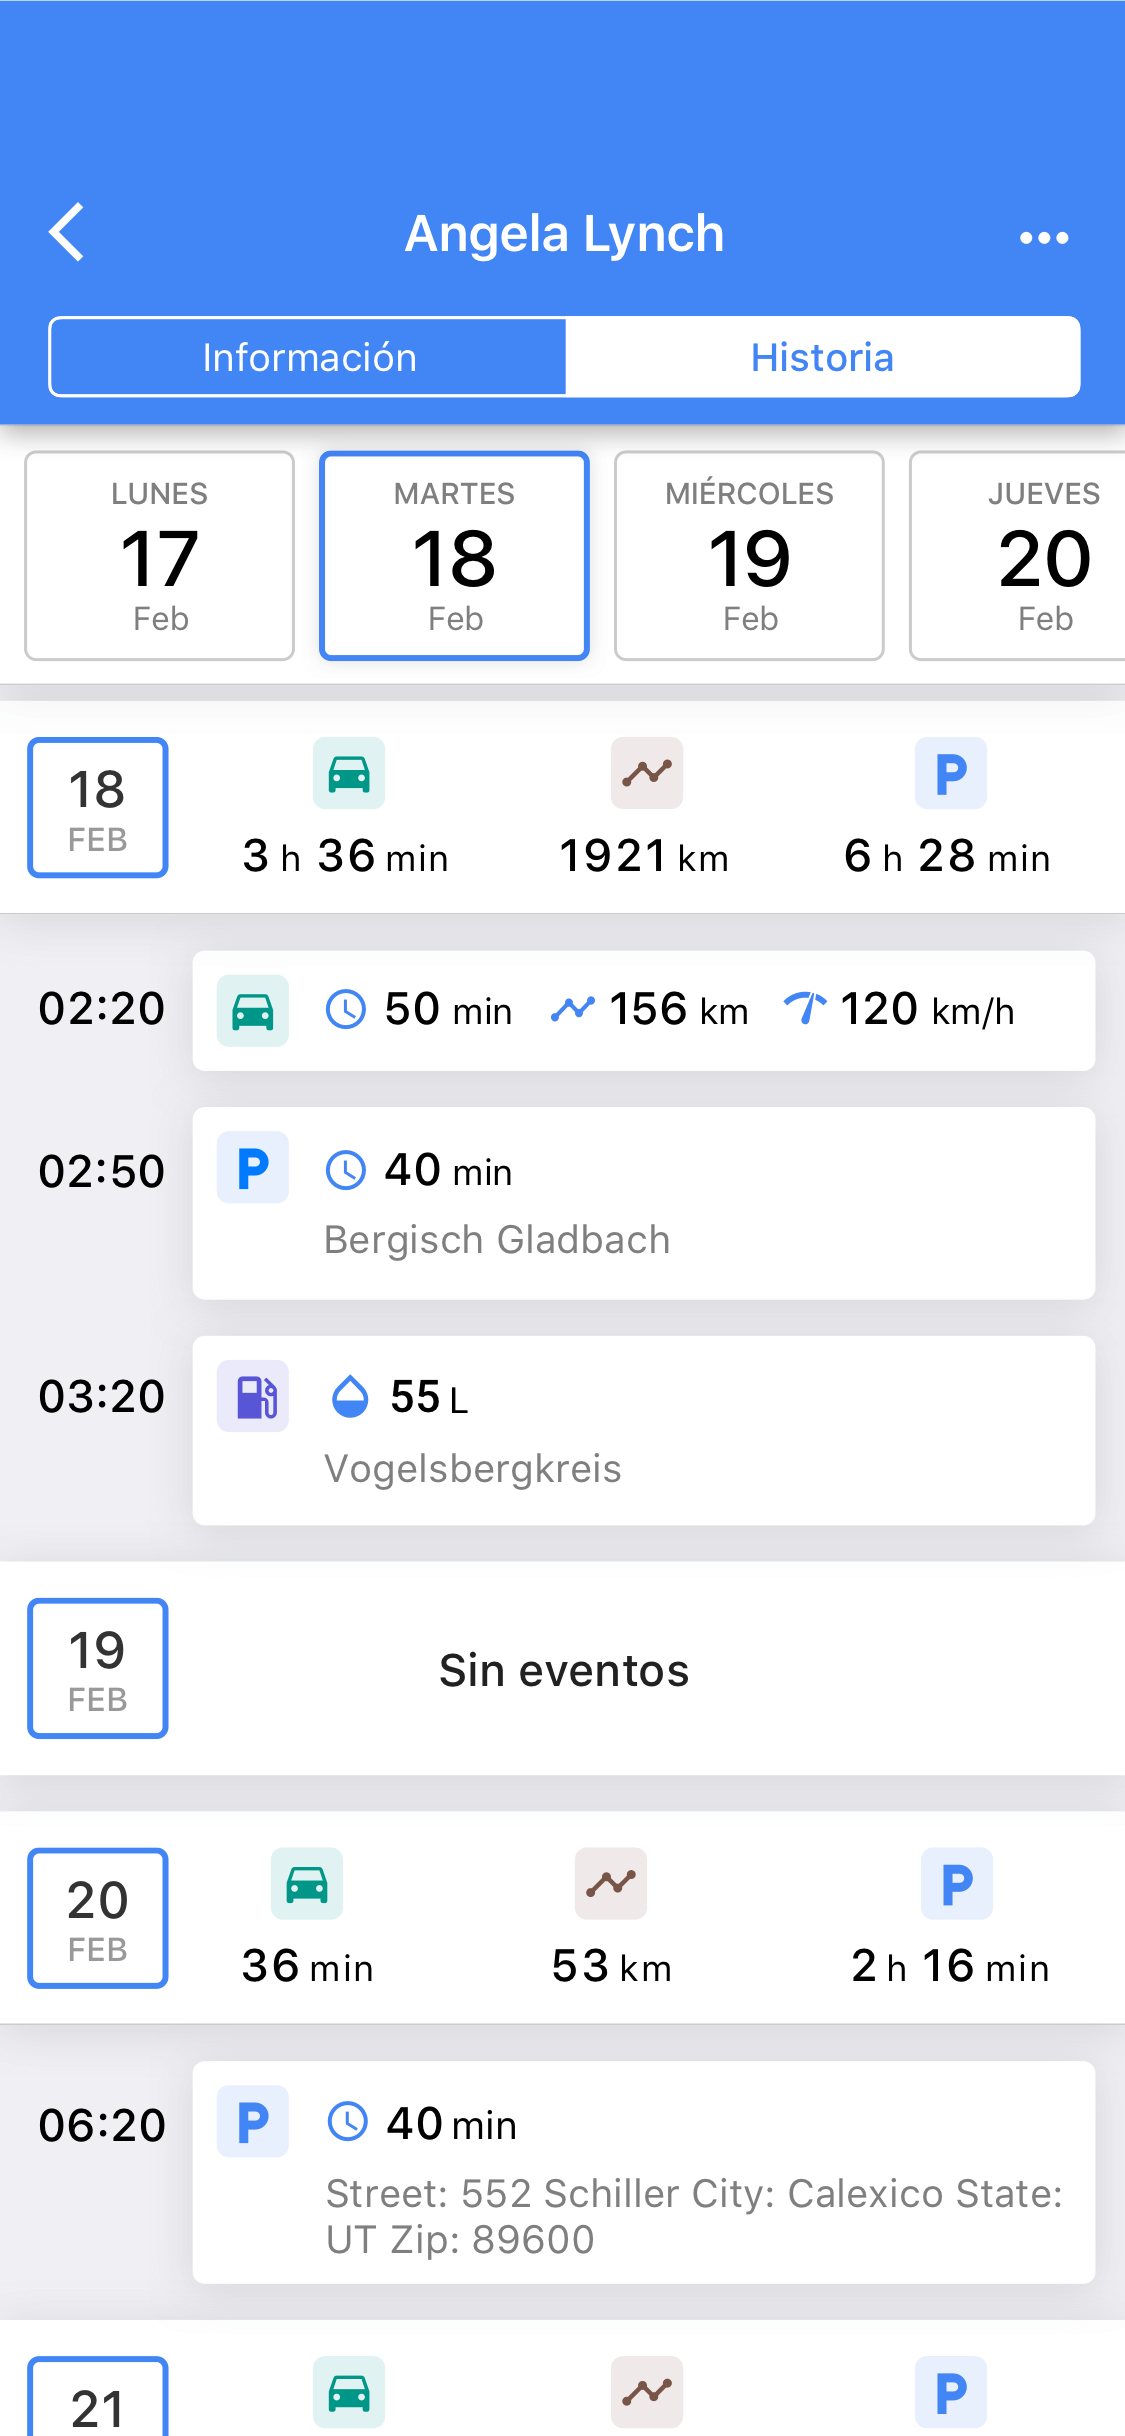 Angela Lynch
Información
Historia
LUNES
17
Feb
MARTES
18
Feb
MIÉRCOLES
19
Feb
JUEVES
20
Feb
18
FEB
3 h 36 min
1921 km
P
6 h 28 min
02:20
50 min 156 km 120 km/h
02:50
P 40 min
Bergisch Gladbach
03:20
55 L
Vogelsbergkreis
19
FEB
Sin eventos
20
FEB
36 min
53 km
P
2 h 16 min
06:20
P 40 min
Street: 552 Schiller City: Calexico State:
UT Zip: 89600
21
P